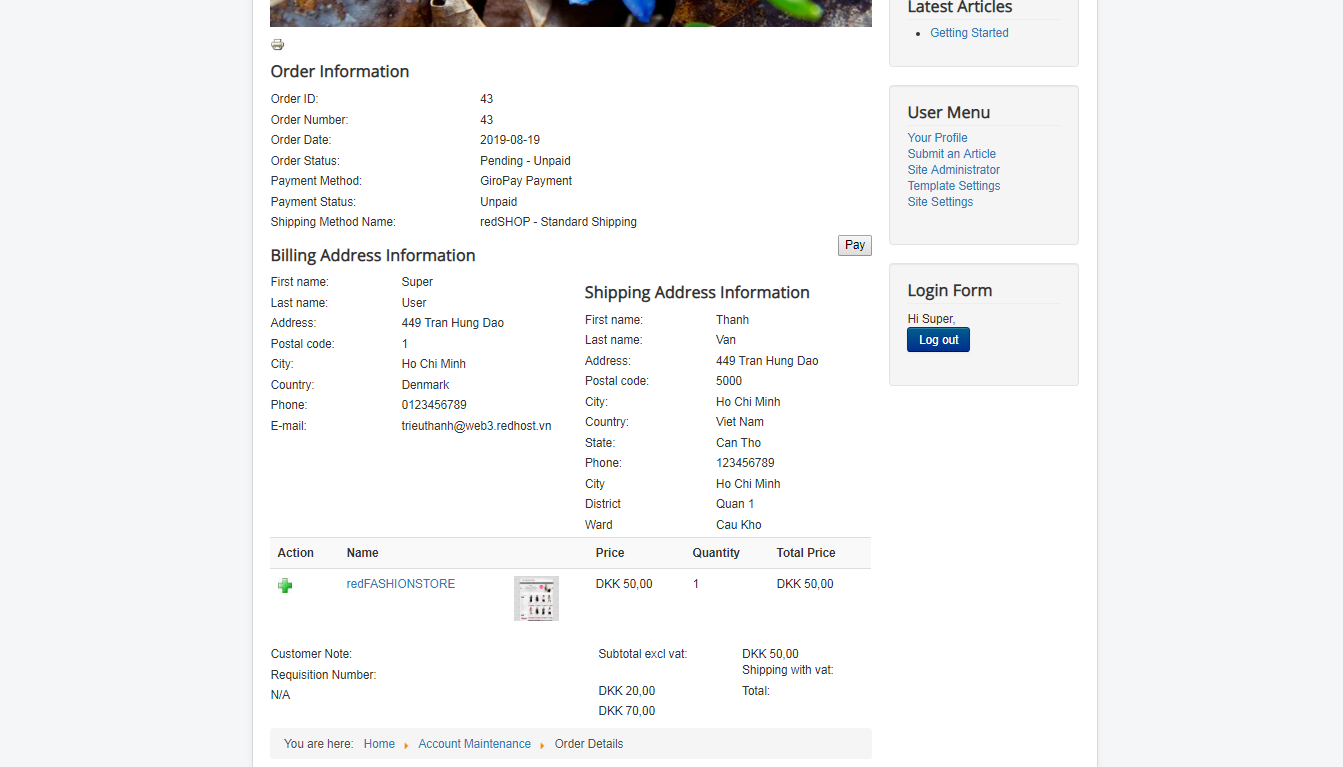 Order Information
Order ID: 43
Order Number: 43
Order Date: 2019-08-19
Order Status: Pending - Unpaid
Payment Method: GiroPay Payment
Payment Status: Unpaid
Shipping Method Name: redSHOP - Standard Shipping
Pay
Billing Address Information
First name: Super
Last name: User
Address: 449 Tran Hung Dao
Postal code: 1
City: Ho Chi Minh
Country: Denmark
Phone: 0123456789
E-mail: trieuthanh@web3.redhost.vn
Shipping Address Information
First name: Thanh
Last name: Van
Address: 449 Tran Hung Dao
Postal code: 5000
City: Ho Chi Minh
Country: Viet Nam
State: Can Tho
Phone: 123456789
City Ho Chi Minh
District Quan 1
Ward Cau Kho
Action Name Price Quantity Total Price
redFASHIONSTORE DKK 50,00 1 DKK 50,00
Customer Note:
Requisition Number:
N/A
Subtotal excl vat: DKK 50,00
Shipping with vat:
DKK 20,00 Total:
DKK 70,00
You are here: Home Account Maintenance Order Details
Latest Articles
Getting Started
User Menu
Your Profile
Submit an Article
Site Administrator
Template Settings
Site Settings
Login Form
Hi Super,
Log out